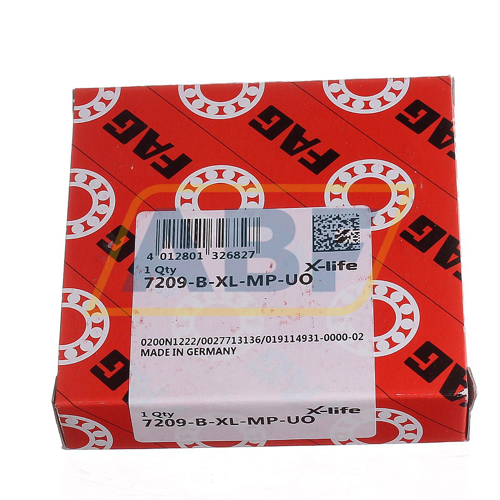 FAG
FAG
FAG
FAG
ABP
4 012801 326827
1 Qty
X-life
7209-B-XL-MP-UO
0200N1222/0027713136/019114931-0000-02
MADE IN GERMANY
1 Qty
X-life
7209-B-XL-MP-UO